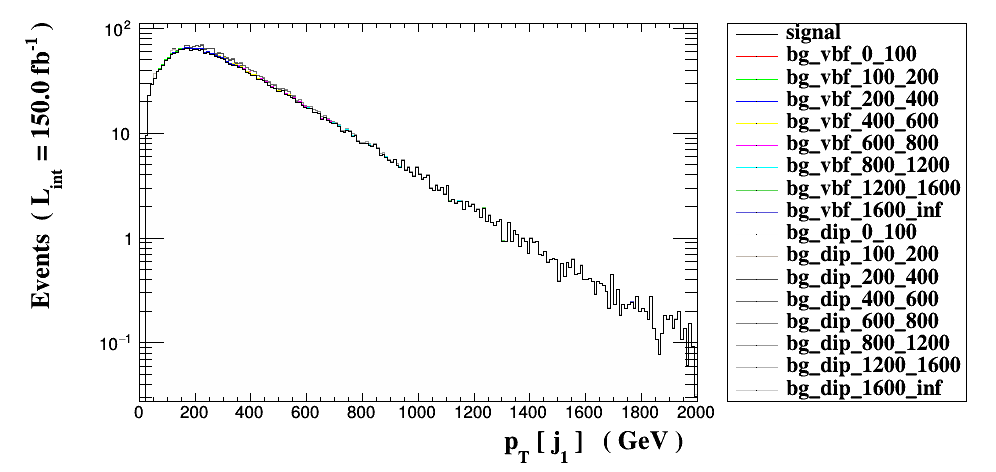 Events ( L_int = 150.0 fb^-1 )
10^2
10
1
10^-1
0 200 400 600 800 1000 1200 1400 1600 1800 2000
p_T [ j_1 ] ( GeV )
signal
bg_vbf_0_100
bg_vbf_100_200
bg_vbf_200_400
bg_vbf_400_600
bg_vbf_600_800
bg_vbf_800_1200
bg_vbf_1200_1600
bg_vbf_1600_inf
bg_dip_0_100
bg_dip_100_200
bg_dip_200_400
bg_dip_400_600
bg_dip_600_800
bg_dip_800_1200
bg_dip_1200_1600
bg_dip_1600_inf